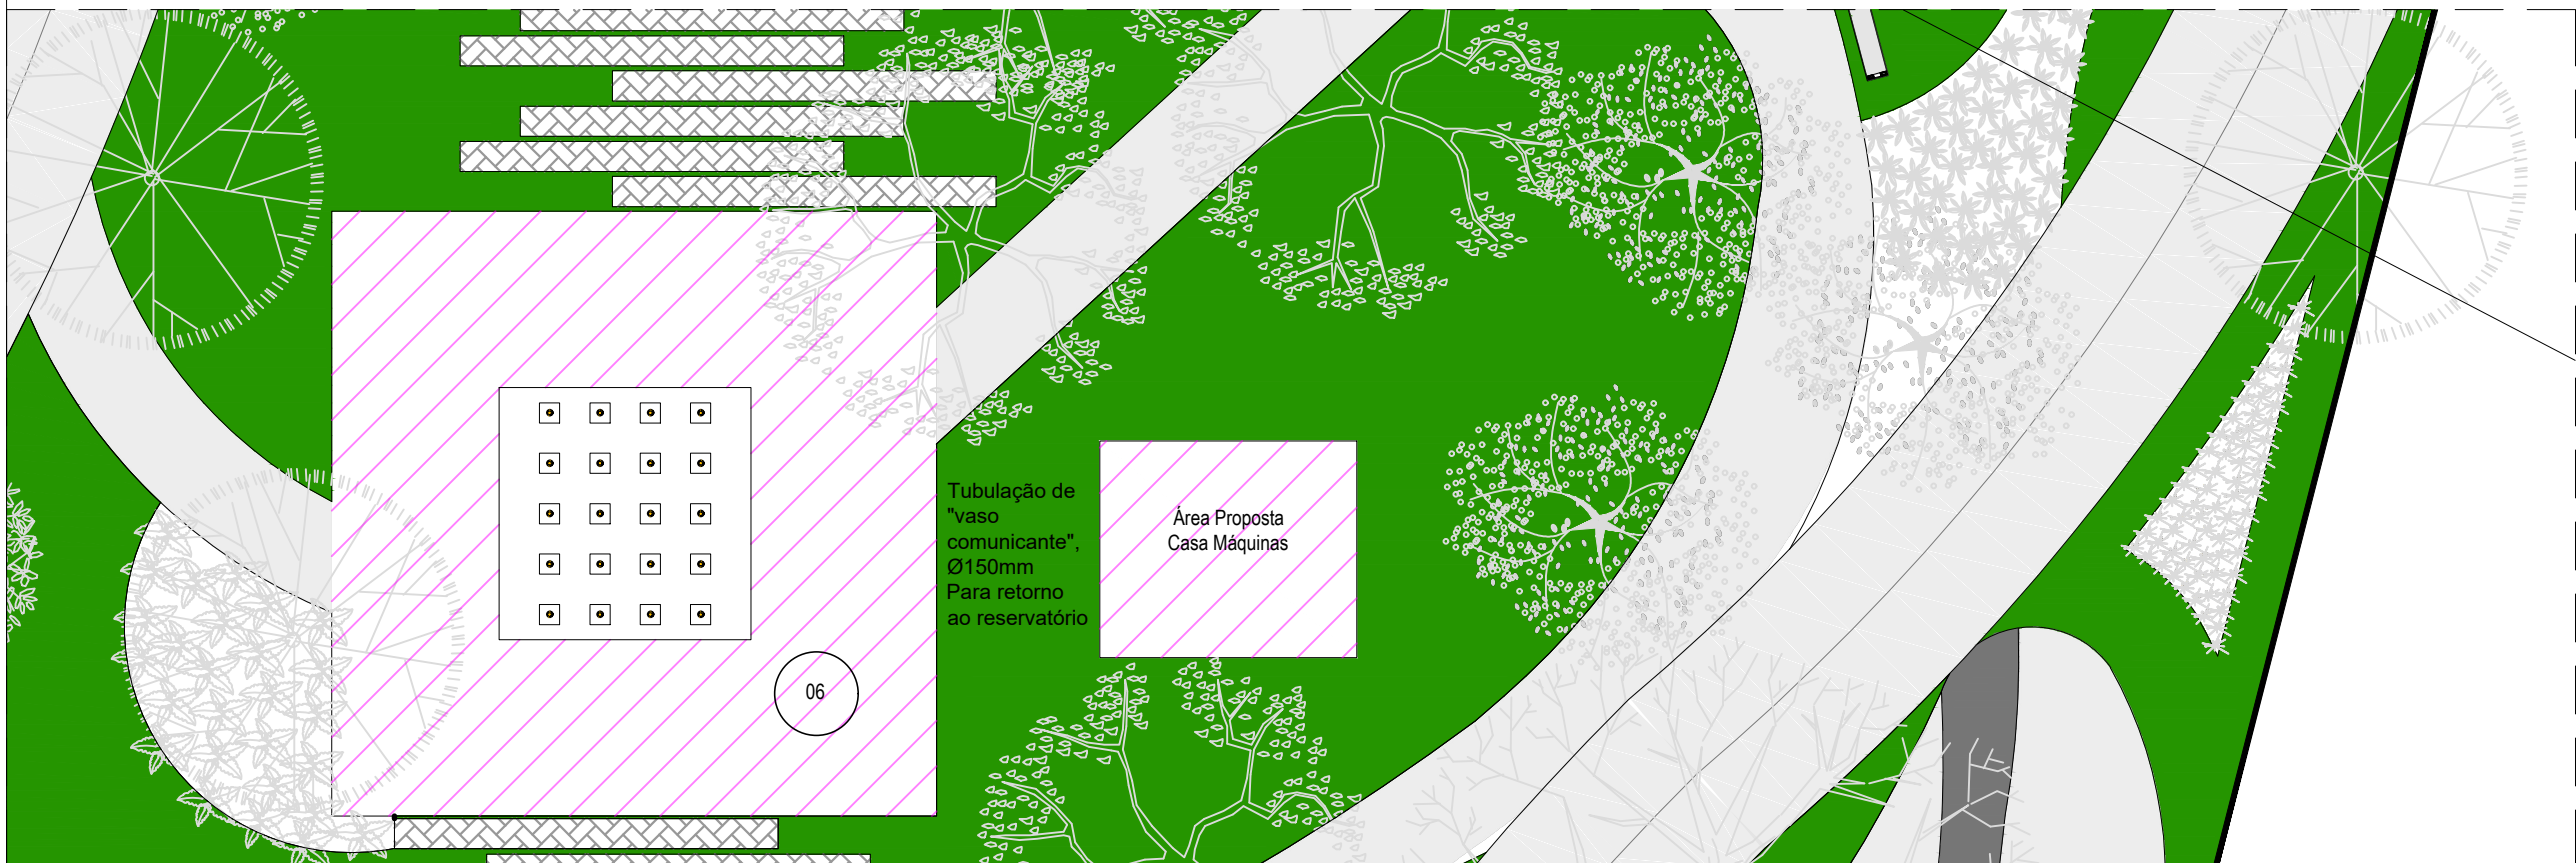 Tubulação de
"vaso
comunicante",
Ø150mm
Para retorno
ao reservatório
Área Proposta
Casa Máquinas
06